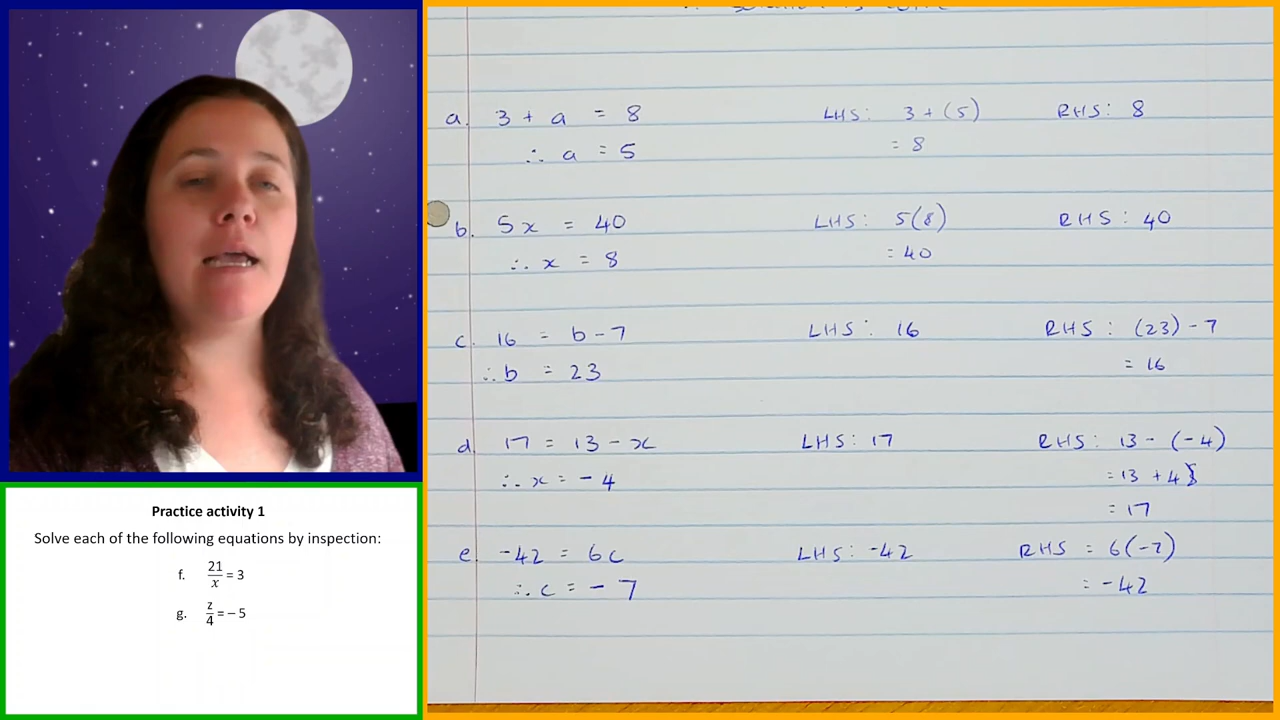 a. 3 + a = 8 LHS: 3 + (5) RHS: 8
∴ a = 5 = 8
b. 5x = 40 LHS: 5(8) RHS: 40
∴ x = 8 = 40
c. 16 = b - 7 LHS: 16 RHS: (23) - 7
∴ b = 23 = 16
d. 17 = 13 - x LHS: 17 RHS: 13 - (-4)
∴ x = -4 = 13 + 4
= 17
e. -42 = 6c LHS: -42 RHS = 6(-7)
∴ c = -7 = -42
Practice activity 1
Solve each of the following equations by inspection:
f. 21/x = 3
g. z/4 = – 5